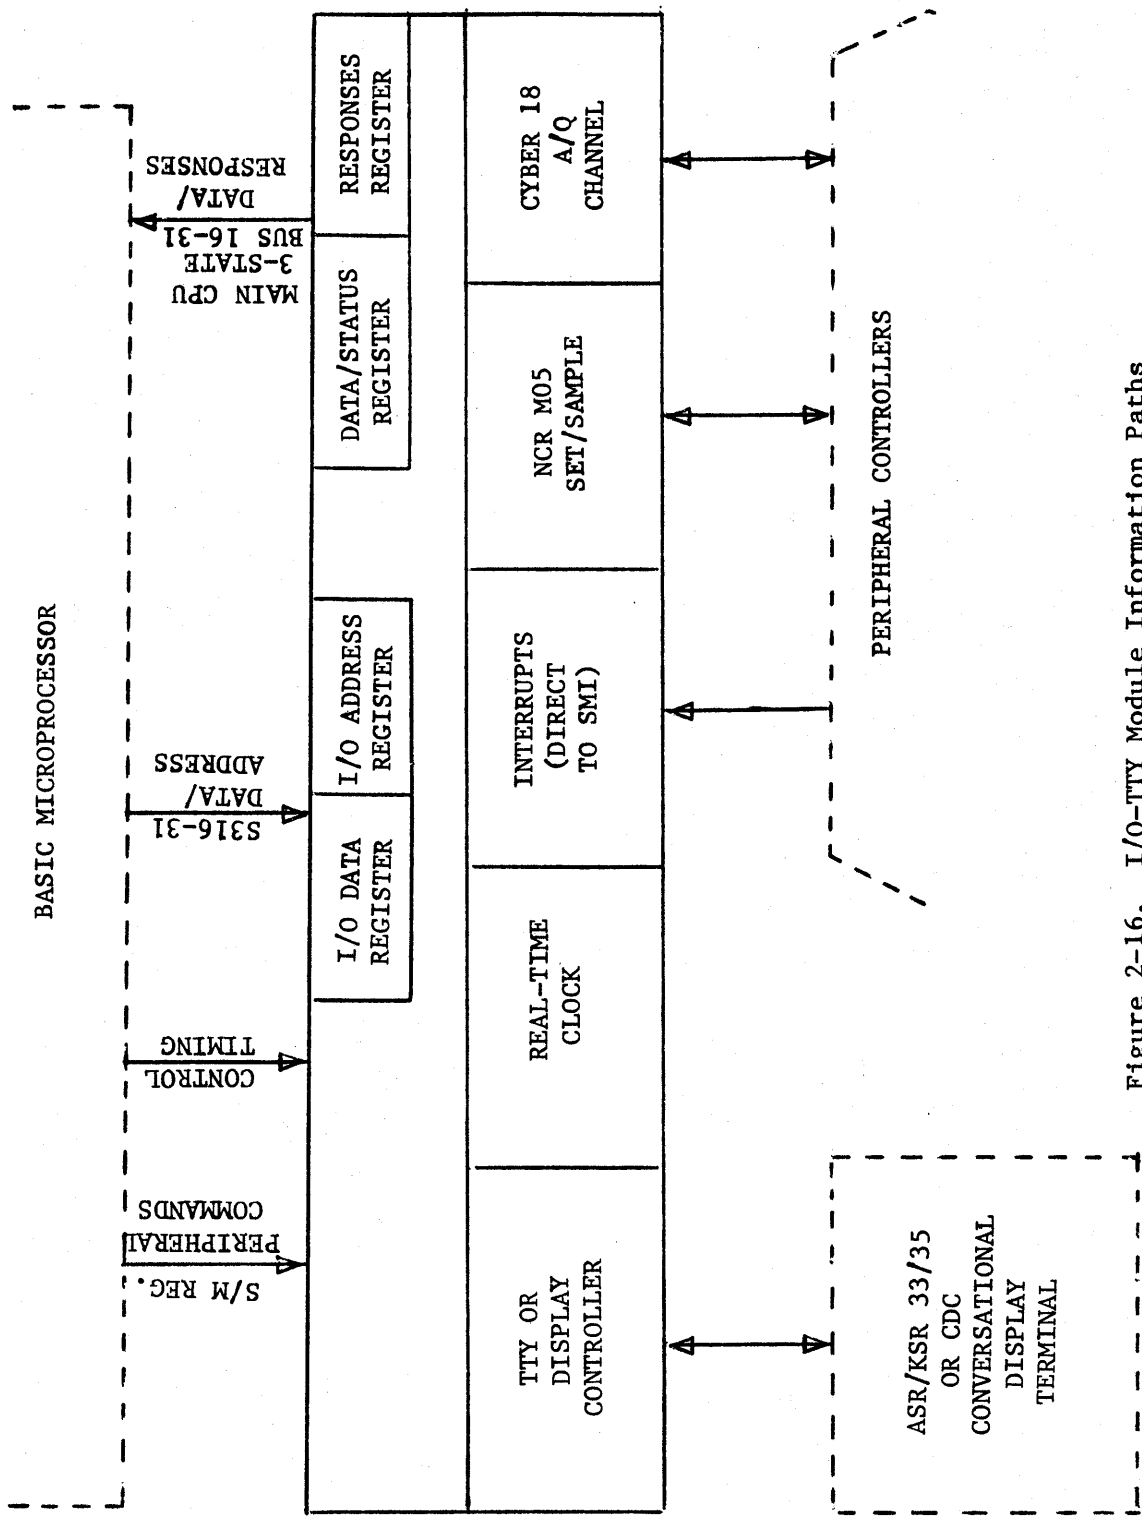 BASIC MICROPROCESSOR
S/M REG.
PERIPHERAL
COMMANDS
CONTROL
TIMING
S316-31
DATA/
ADDRESS
MAIN CPU
3-STATE
BUS 16-31
DATA/
RESPONSES
I/O DATA
REGISTER
I/O ADDRESS
REGISTER
DATA/STATUS
REGISTER
RESPONSES
REGISTER
TTY OR
DISPLAY
CONTROLLER
REAL-TIME
CLOCK
INTERRUPTS
(DIRECT
TO SMI)
NCR M05
SET/SAMPLE
CYBER 18
A/Q
CHANNEL
ASR/KSR 33/35
OR CDC
CONVERSATIONAL
DISPLAY
TERMINAL
PERIPHERAL CONTROLLERS
Figure 2-16. I/O-TTY Module Information Paths